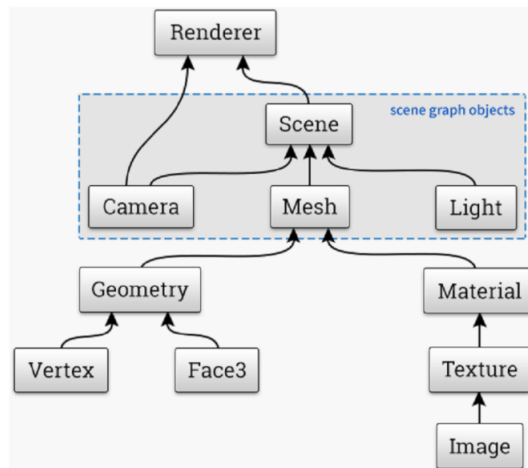 Renderer
scene graph objects
Scene
Camera
Mesh
Light
Geometry
Material
Vertex
Face3
Texture
Image